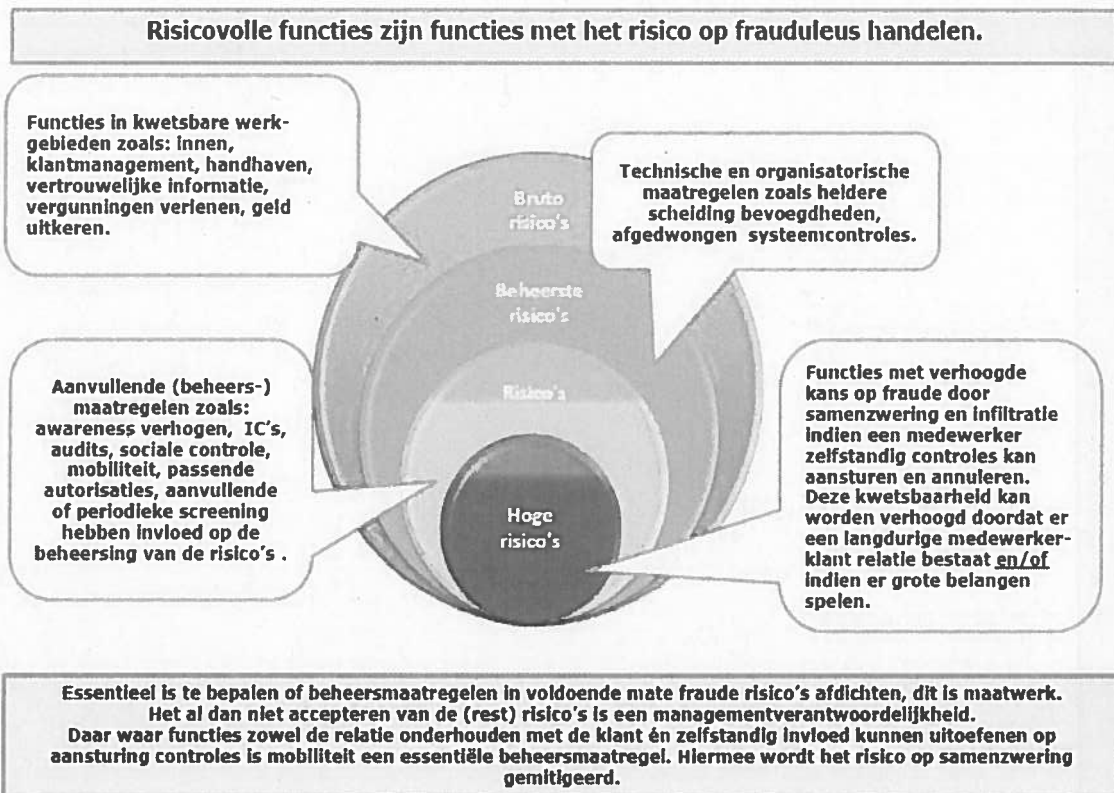 Risicovolle functies zijn functies met het risico op frauduleus handelen.
Functies in kwetsbare werk-
gebieden zoals: innen,
klantmanagement, handhaven,
vertrouwelijke informatie,
vergunningen verlenen, geld
uitkeren.
Technische en organisatorische
maatregelen zoals heldere
scheiding bevoegdheden,
afgedwongen systeemcontroles.
Bruto
risico's
Beheerste
risico's
Risico's
Hoge
risico's
Aanvullende (beheers-)
maatregelen zoals:
awareness verhogen, IC's,
audits, sociale controle,
mobiliteit, passende
autorisaties, aanvullende
of periodieke screening
hebben invloed op de
beheersing van de risico's .
Functies met verhoogde
kans op fraude door
samenzwering en infiltratie
indien een medewerker
zelfstandig controles kan
aansturen en annuleren.
Deze kwetsbaarheid kan
worden verhoogd doordat er
een langdurige medewerker-
klant relatie bestaat en/of
indien er grote belangen
spelen.
Essentieel is te bepalen of beheersmaatregelen in voldoende mate fraude risico's afdichten, dit is maatwerk.
Het al dan niet accepteren van de (rest) risico's is een managementverantwoordelijkheid.
Daar waar functies zowel de relatie onderhouden met de klant én zelfstandig invloed kunnen uitoefenen op
aansturing controles is mobiliteit een essentiële beheersmaatregel. Hiermee wordt het risico op samenzwering
gemitigeerd.